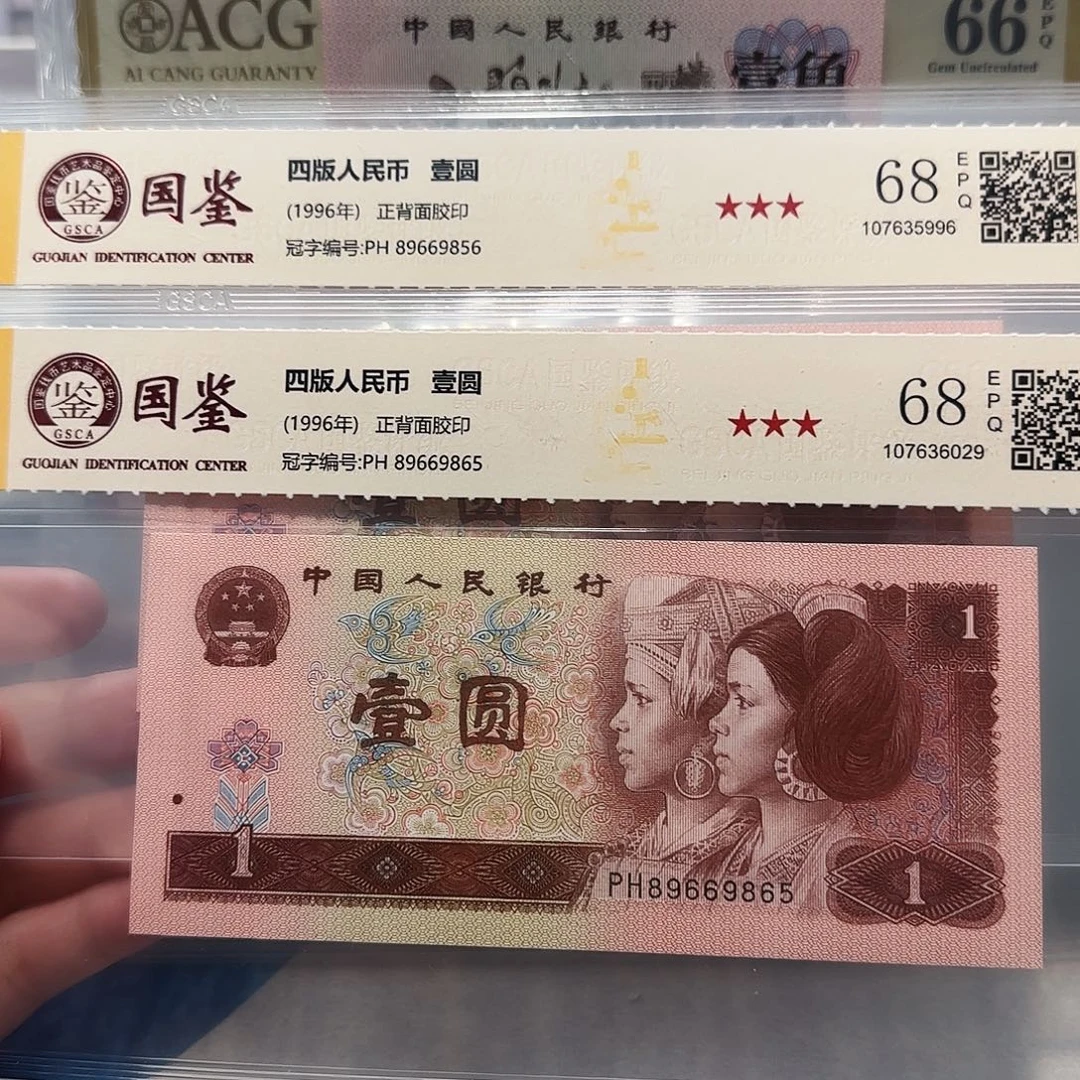 ACG
AI CANG GUARANTY
中国人民銀行
壹角
66
EPQ
Gem Uncirculated
鉴
GSCA
国鉴
GUOJIAN IDENTIFICATION CENTER
四版人民币 壹圆
(1996年) 正背面胶印
冠字编号:PH 89669856
★★★
68
EPQ
107635996
鉴
GSCA
国鉴
GUOJIAN IDENTIFICATION CENTER
四版人民币 壹圆
(1996年) 正背面胶印
冠字编号:PH 89669865
★★★
68
EPQ
107636029
中国人民银行
1
壹圆
1
PH89669865
1